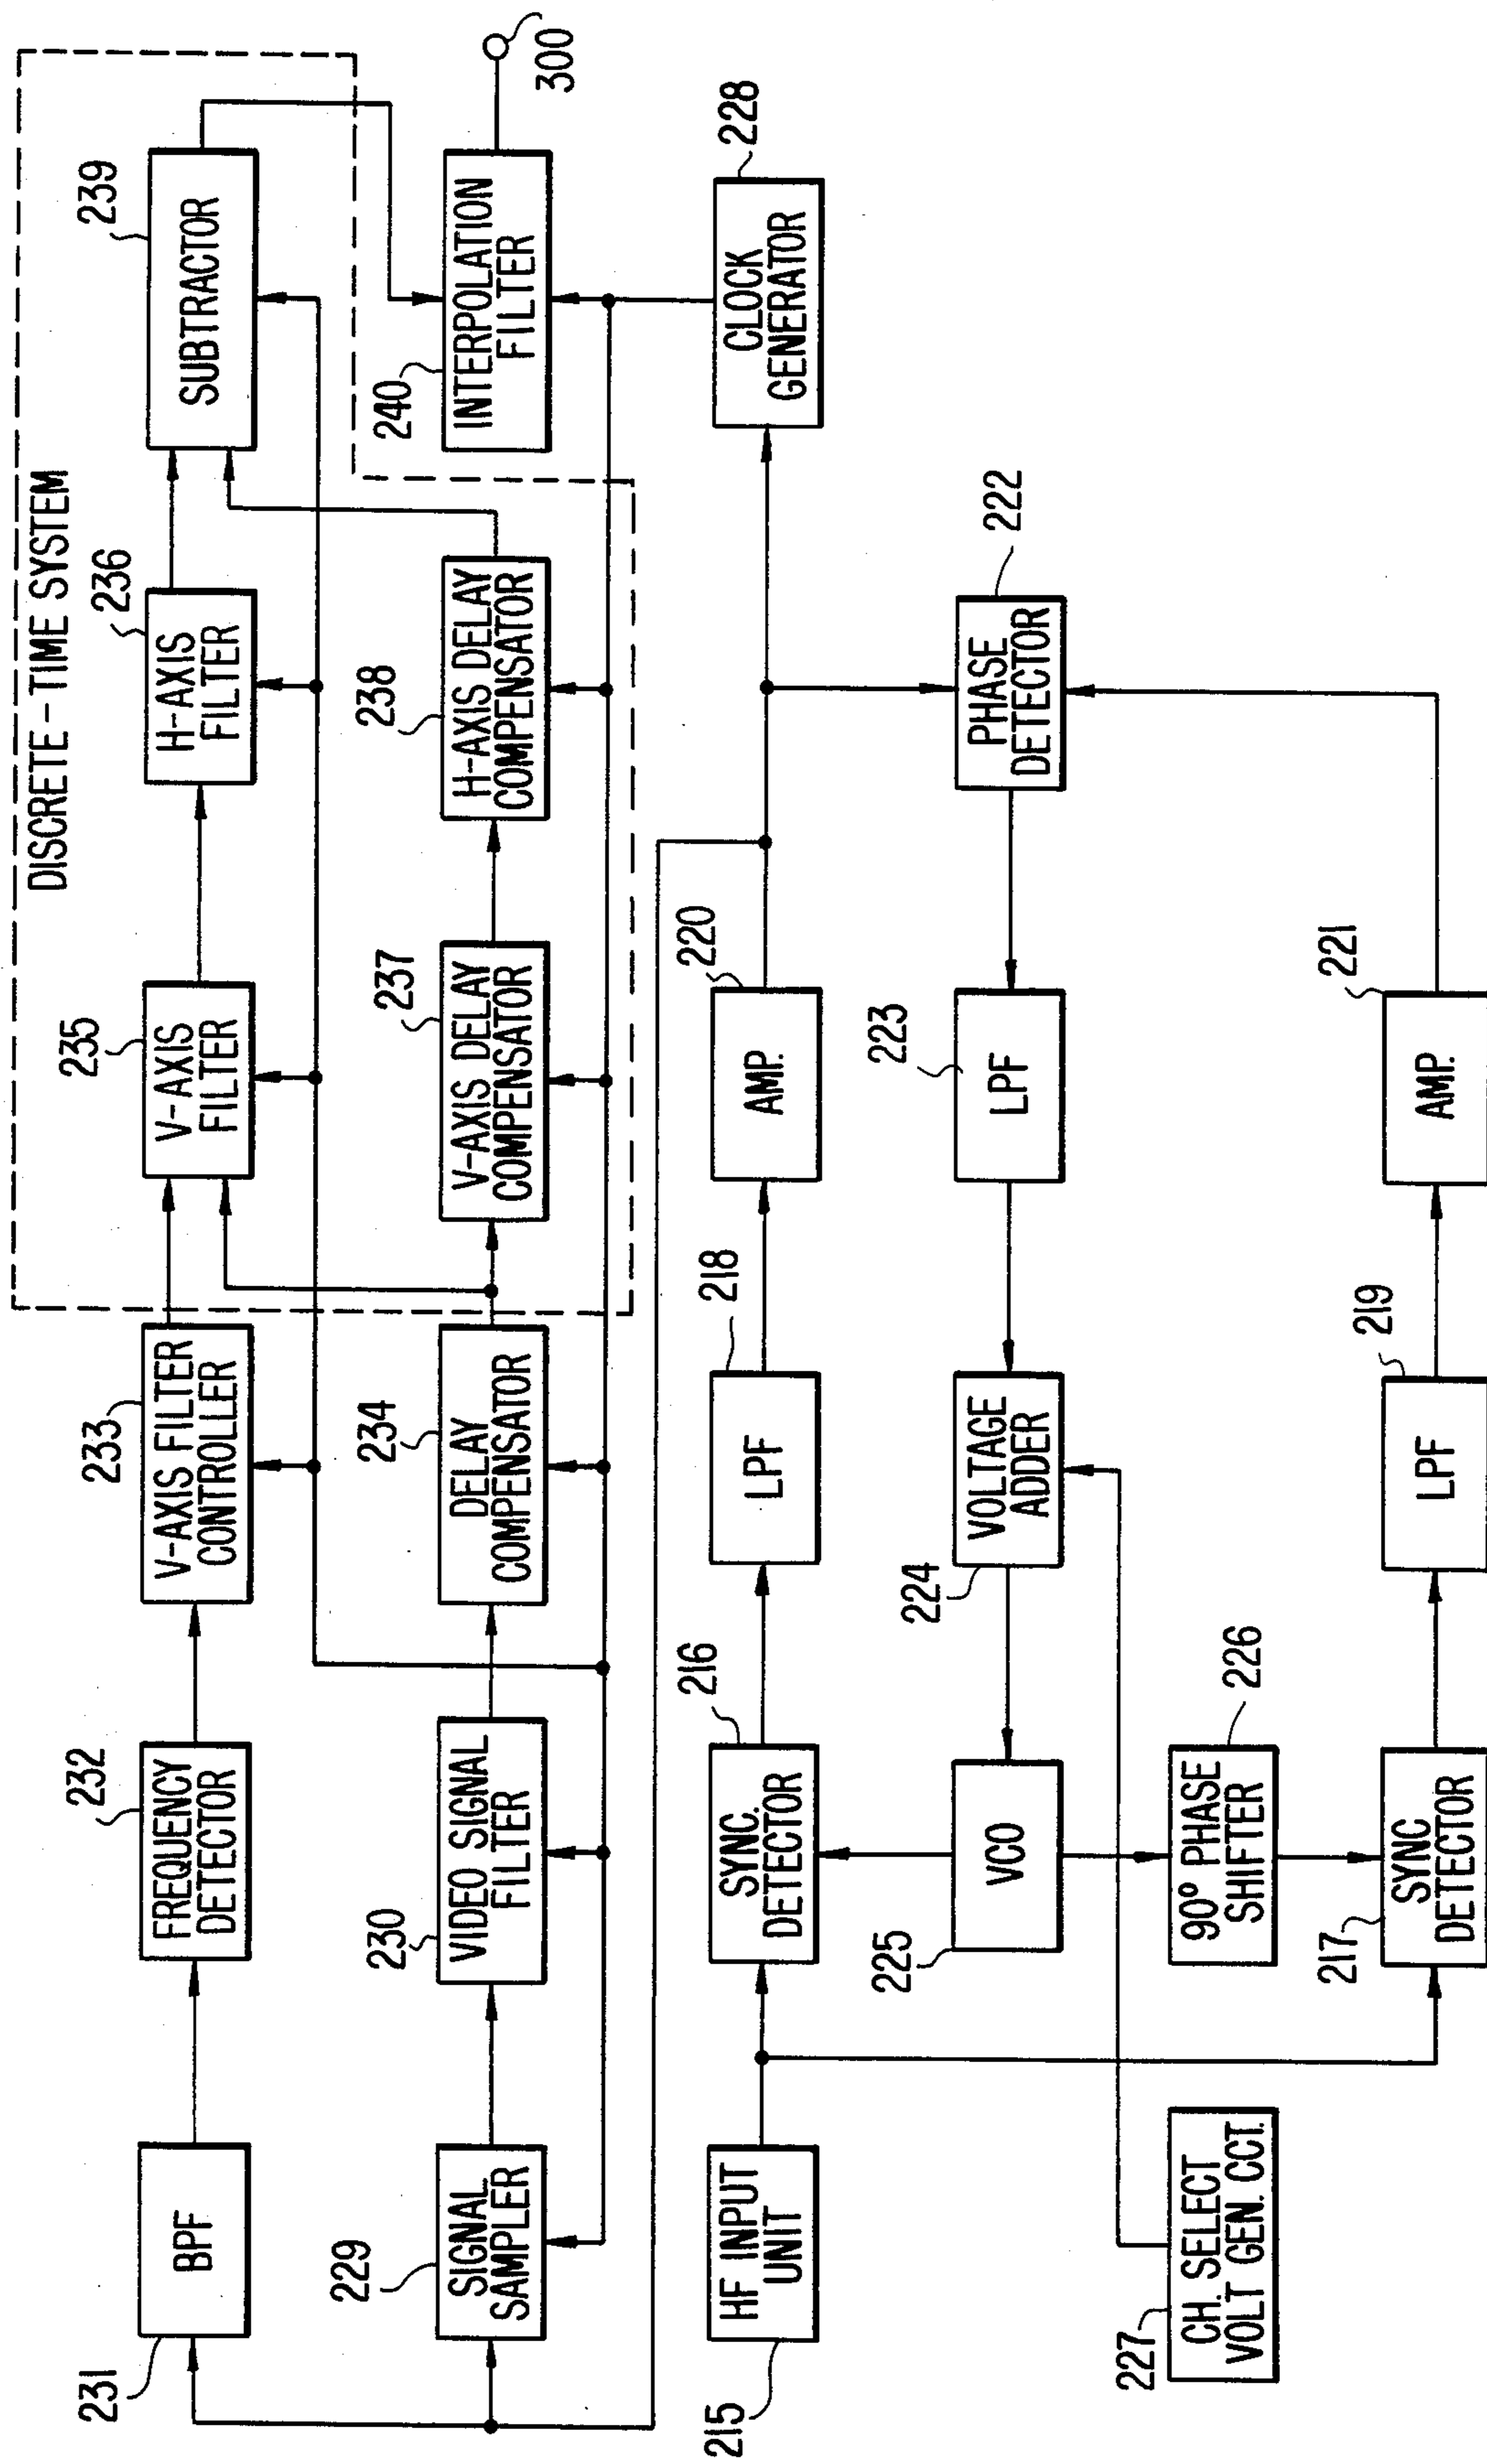 DISCRETE-TIME SYSTEM
231
BPF
232
FREQUENCY
DETECTOR
233
V-AXIS FILTER
CONTROLLER
235
V-AXIS
FILTER
236
H-AXIS
FILTER
239
SUBTRACTOR
229
SIGNAL
SAMPLER
230
VIDEO SIGNAL
FILTER
234
DELAY
COMPENSATOR
237
V-AXIS DELAY
COMPENSATOR
238
H-AXIS DELAY
COMPENSATOR
240
INTERPOLATION
FILTER
300
215
HF INPUT
UNIT
216
SYNC.
DETECTOR
218
LPF
220
AMP.
228
CLOCK
GENERATOR
225
VCO
224
VOLTAGE
ADDER
223
LPF
222
PHASE
DETECTOR
227
CH. SELECT
VOLT GEN. CCT.
226
90° PHASE
SHIFTER
217
SYNC
DETECTOR
219
LPF
221
AMP.